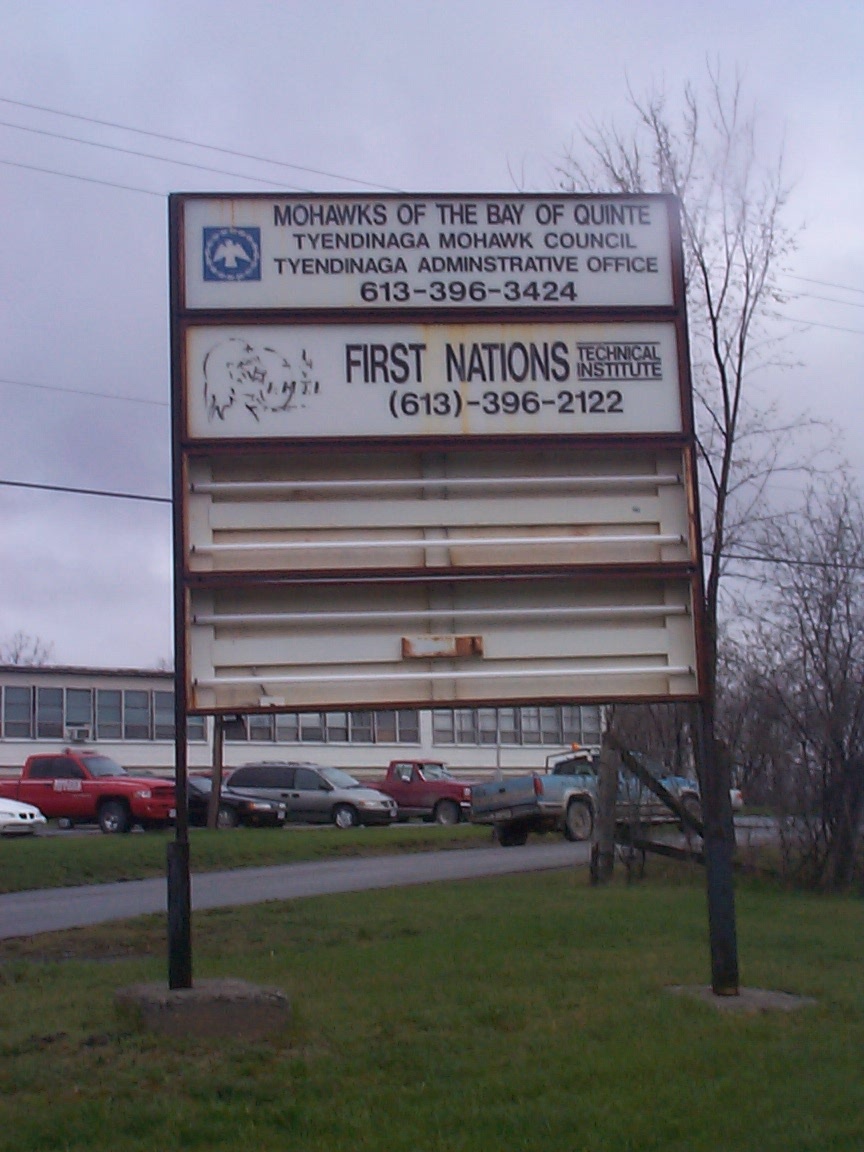 MOHAWKS OF THE BAY OF QUINTE
TYENDINAGA MOHAWK COUNCIL
TYENDINAGA ADMINSTRATIVE OFFICE
613-396-3424
FIRST NATIONS TECHNICAL INSTITUTE
(613)-396-2122